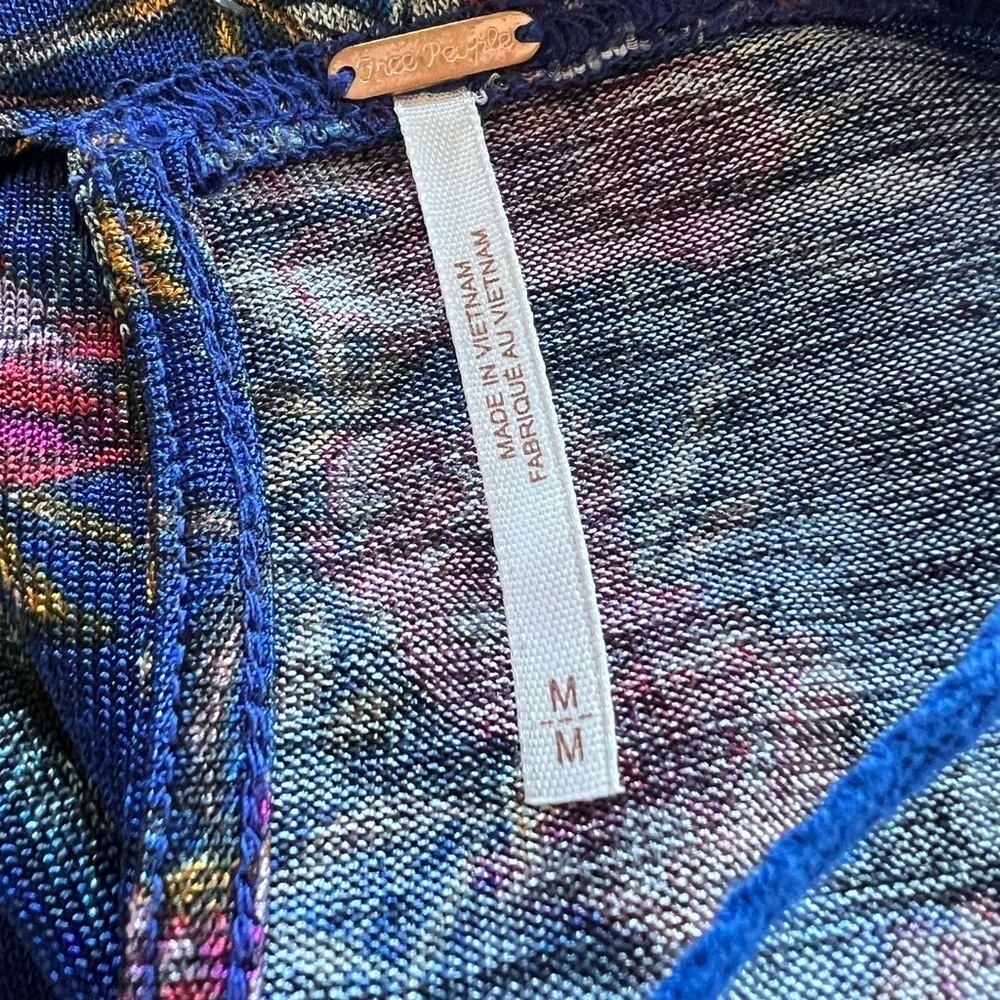 Free People
MADE IN VIETNAM
FABRIQUÉ AU VIETNAM
M
M